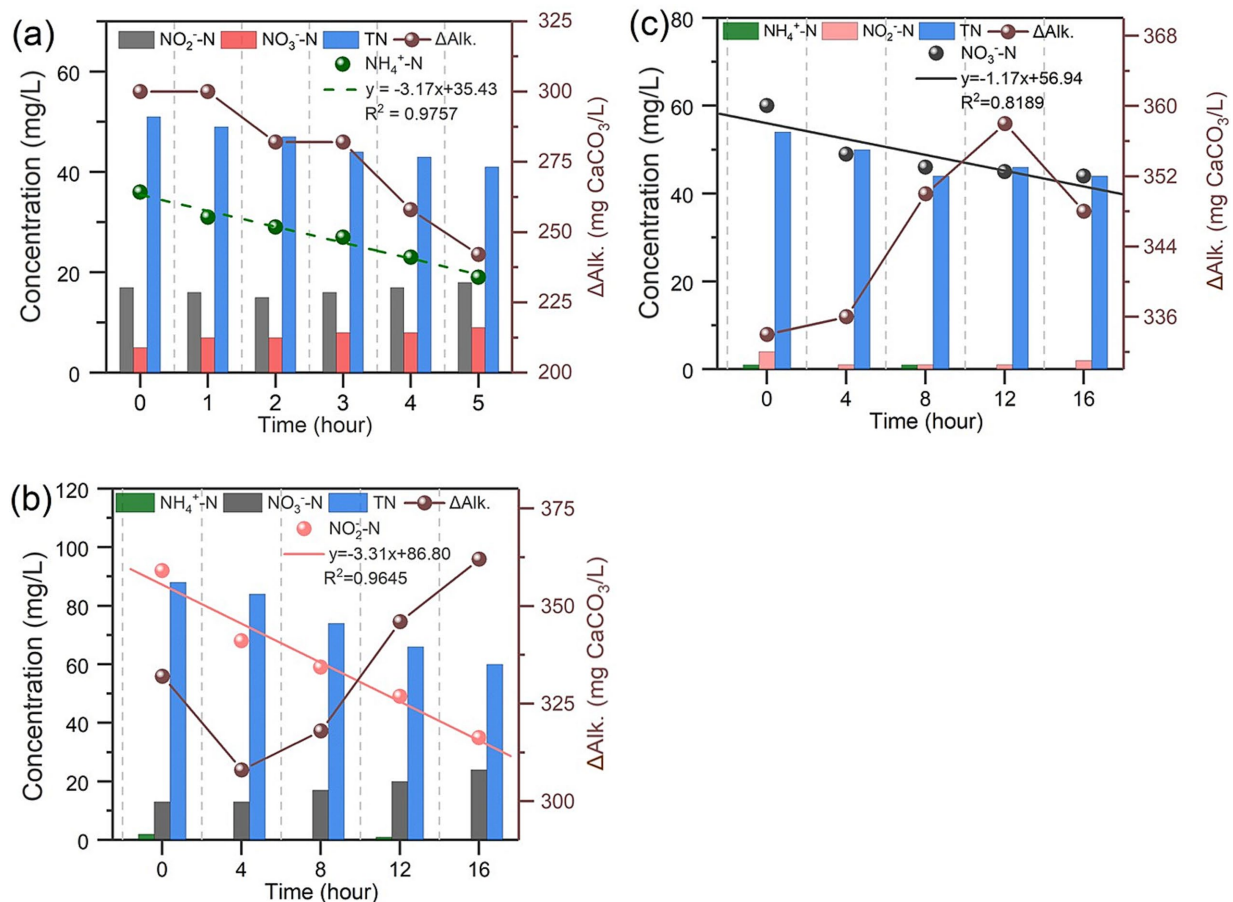 (a)
NO₂⁻-N NO₃⁻-N TN ΔAlk.
NH₄⁺-N
y = -3.17x+35.43
R² = 0.9757
Concentration (mg/L)
60
40
20
0
0 1 2 3 4 5
Time (hour)
325
300
275
250
225
200
ΔAlk. (mg CaCO₃/L)
(c)
NH₄⁺-N NO₂⁻-N TN ΔAlk.
NO₃⁻-N
y=-1.17x+56.94
R²=0.8189
Concentration (mg/L)
80
60
40
20
0
0 4 8 12 16
Time (hour)
368
360
352
344
336
ΔAlk. (mg CaCO₃/L)
(b)
NH₄⁺-N NO₃⁻-N TN ΔAlk.
NO₂⁻-N
y=-3.31x+86.80
R²=0.9645
Concentration (mg/L)
120
100
80
60
40
20
0
0 4 8 12 16
Time (hour)
375
350
325
300
ΔAlk. (mg CaCO₃/L)